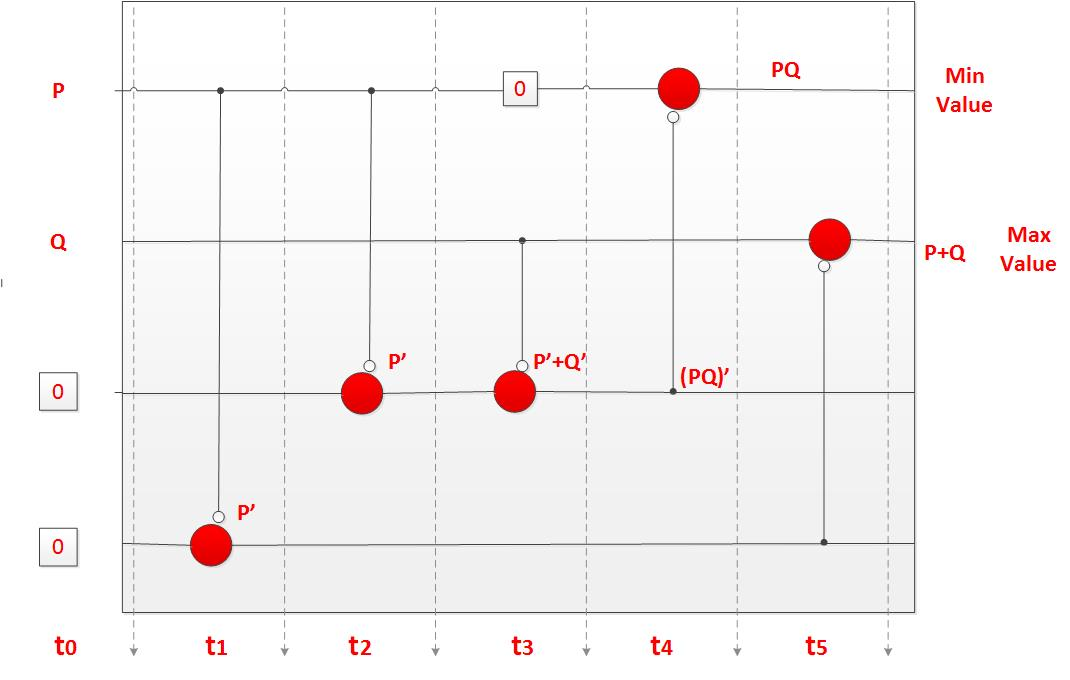 P
0
PQ
Min
Value
Q
P+Q
Max
Value
0
P’
P’+Q’
(PQ)’
0
P’
t0
t1
t2
t3
t4
t5